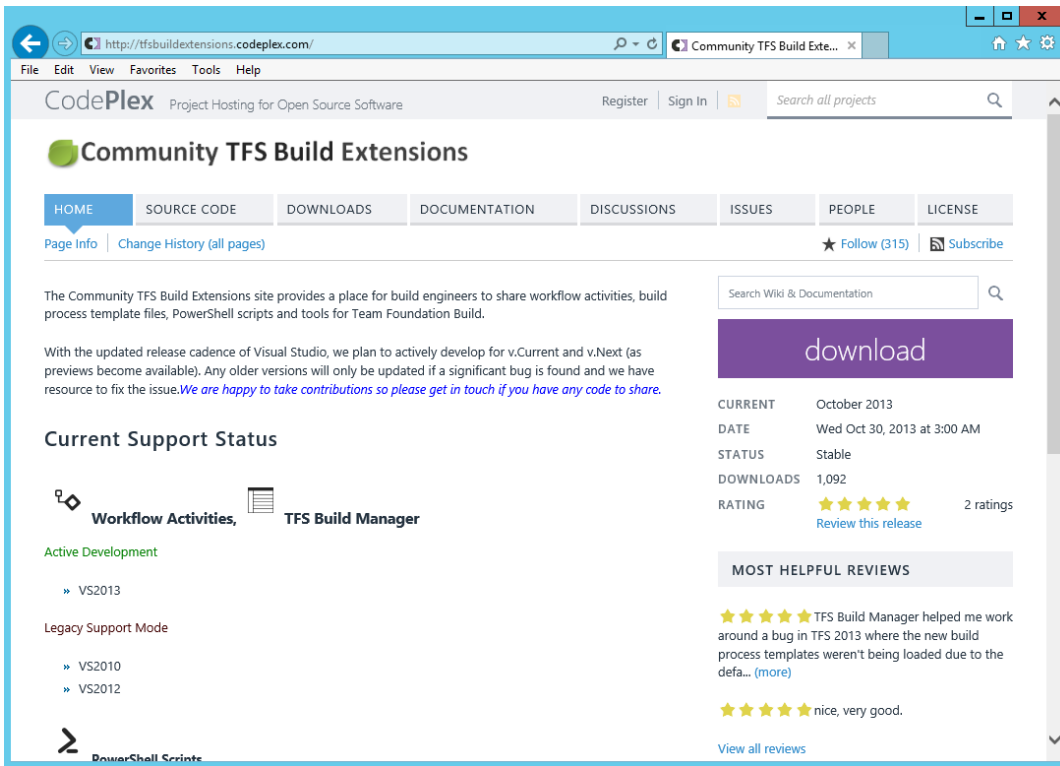 http://tfsbuildextensions.codeplex.com/
Community TFS Build Exte...
File Edit View Favorites Tools Help
CodePlex Project Hosting for Open Source Software
Register Sign In
Search all projects
Community TFS Build Extensions
HOME SOURCE CODE DOWNLOADS DOCUMENTATION DISCUSSIONS ISSUES PEOPLE LICENSE
Page Info Change History (all pages)
Follow (315) Subscribe
The Community TFS Build Extensions site provides a place for build engineers to share workflow activities, build
process template files, PowerShell scripts and tools for Team Foundation Build.
With the updated release cadence of Visual Studio, we plan to actively develop for v.Current and v.Next (as
previews become available). Any older versions will only be updated if a significant bug is found and we have
resource to fix the issue.We are happy to take contributions so please get in touch if you have any code to share.
Current Support Status
Workflow Activities, TFS Build Manager
Active Development
» VS2013
Legacy Support Mode
» VS2010
» VS2012
PowerShell Scripts
Search Wiki & Documentation
download
CURRENT October 2013
DATE Wed Oct 30, 2013 at 3:00 AM
STATUS Stable
DOWNLOADS 1,092
RATING 2 ratings
Review this release
MOST HELPFUL REVIEWS
TFS Build Manager helped me work
around a bug in TFS 2013 where the new build
process templates weren't being loaded due to the
defa... (more)
nice, very good.
View all reviews